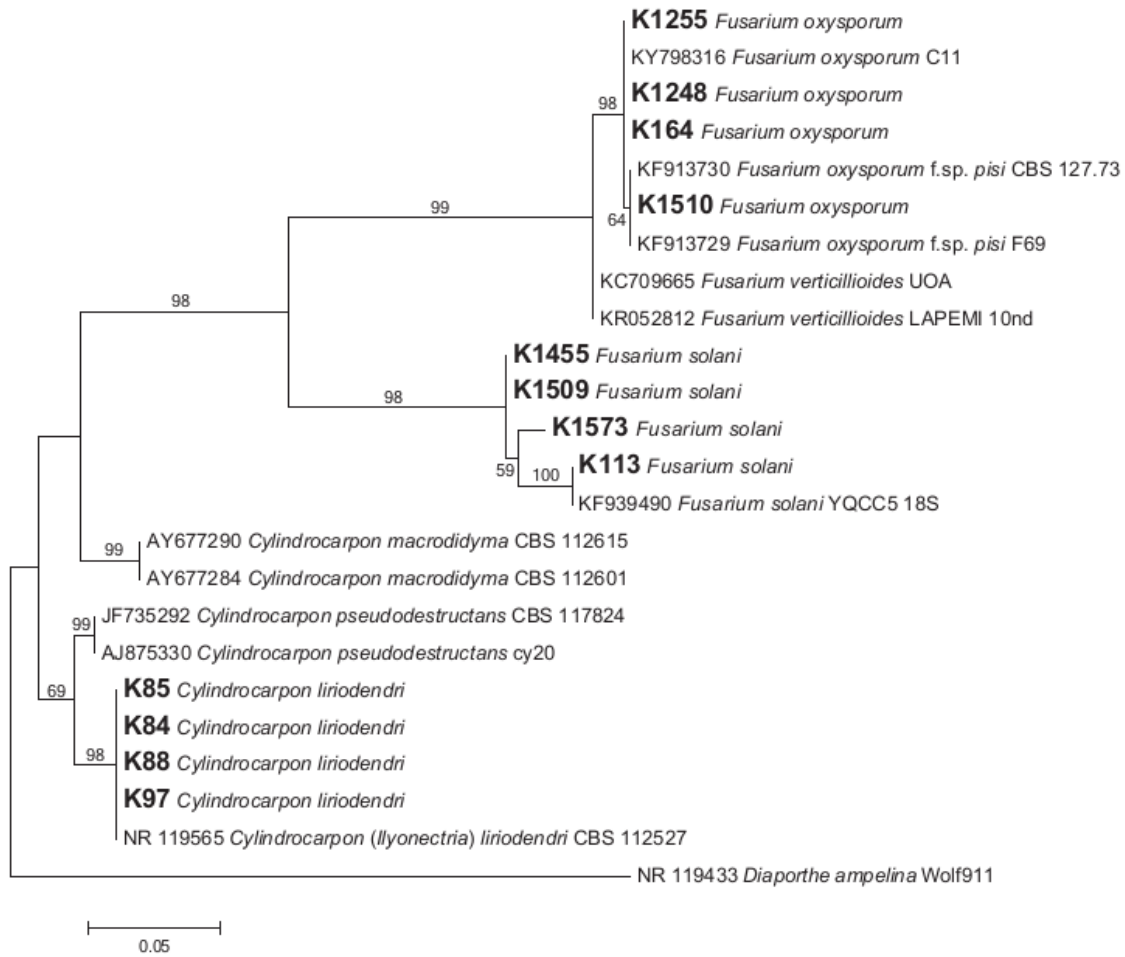 K1255 Fusarium oxysporum
KY798316 Fusarium oxysporum C11
K1248 Fusarium oxysporum
98
K164 Fusarium oxysporum
KF913730 Fusarium oxysporum f.sp. pisi CBS 127.73
K1510 Fusarium oxysporum
99
64
KF913729 Fusarium oxysporum f.sp. pisi F69
KC709665 Fusarium verticillioides UOA
98
KR052812 Fusarium verticillioides LAPEMI 10nd
K1455 Fusarium solani
K1509 Fusarium solani
98
K1573 Fusarium solani
K113 Fusarium solani
59
100
KF939490 Fusarium solani YQCC5 18S
AY677290 Cylindrocarpon macrodidyma CBS 112615
99
AY677284 Cylindrocarpon macrodidyma CBS 112601
JF735292 Cylindrocarpon pseudodestructans CBS 117824
99
AJ875330 Cylindrocarpon pseudodestructans cy20
K85 Cylindrocarpon liriodendri
69
K84 Cylindrocarpon liriodendri
98
K88 Cylindrocarpon liriodendri
K97 Cylindrocarpon liriodendri
NR 119565 Cylindrocarpon (Ilyonectria) liriodendri CBS 112527
NR 119433 Diaporthe ampelina Wolf911
0.05